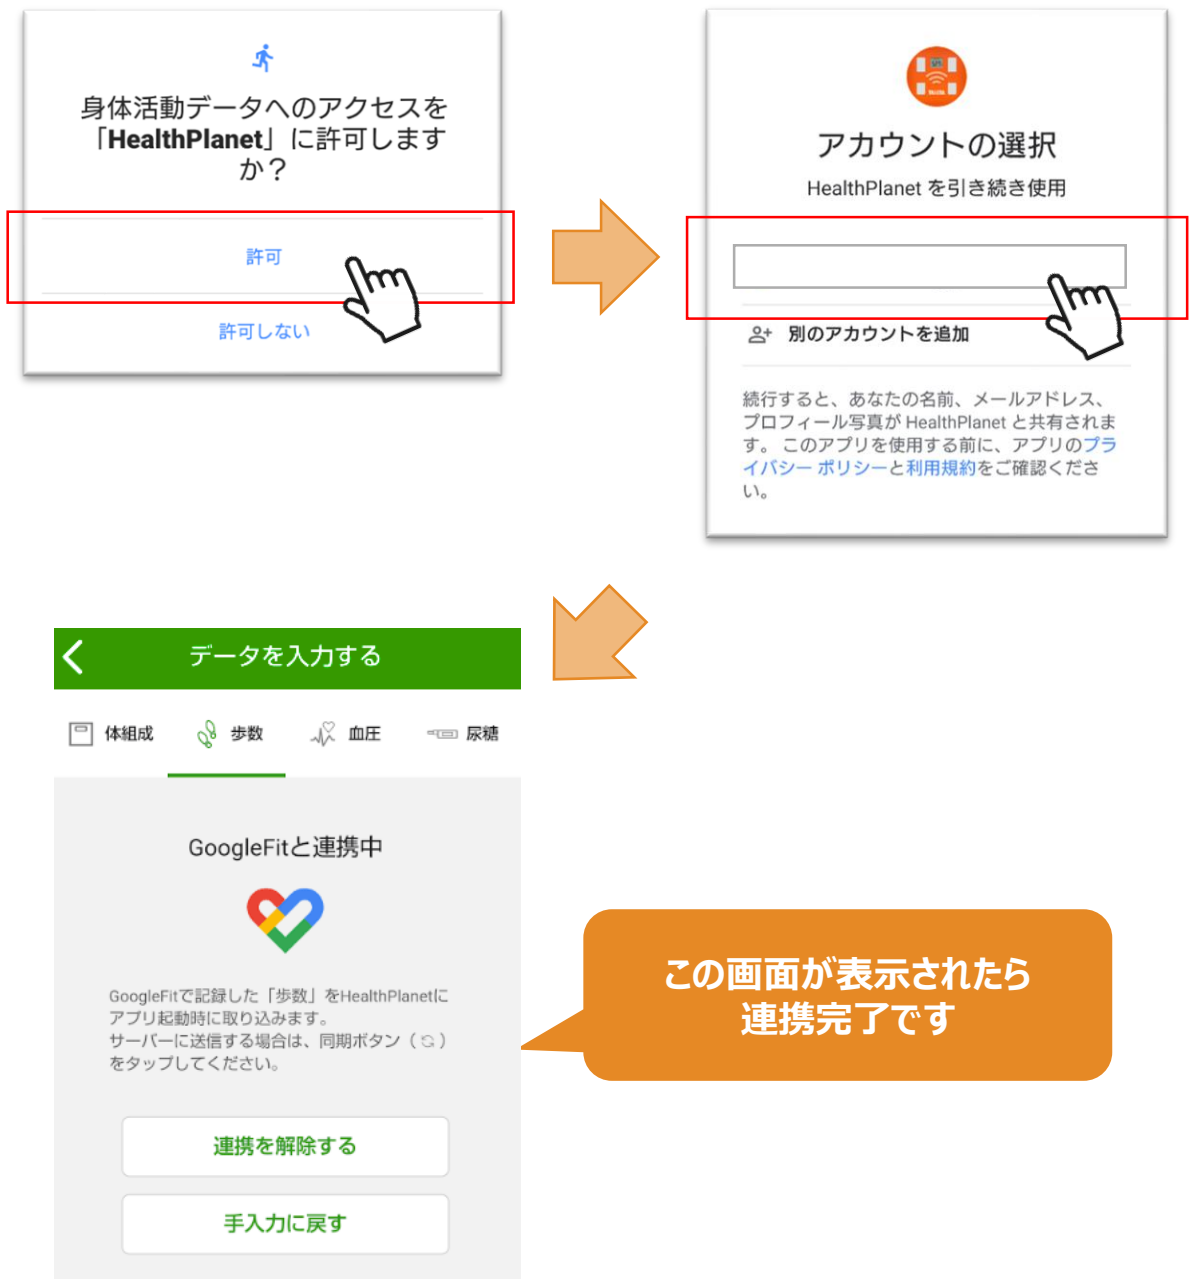 身体活動データへのアクセスを
「HealthPlanet」に許可します
か？
許可
許可しない
アカウントの選択
HealthPlanet を引き続き使用
別のアカウントを追加
続行すると、あなたの名前、メールアドレス、
プロフィール写真が HealthPlanet と共有されま
す。 このアプリを使用する前に、アプリのプラ
イバシー ポリシーと利用規約をご確認くださ
い。
データを入力する
体組成 歩数 血圧 尿糖
GoogleFitと連携中
GoogleFitで記録した「歩数」をHealthPlanetに
アプリ起動時に取り込みます。
サーバーに送信する場合は、同期ボタン（ ）
をタップしてください。
連携を解除する
手入力に戻す
この画面が表示されたら
連携完了です